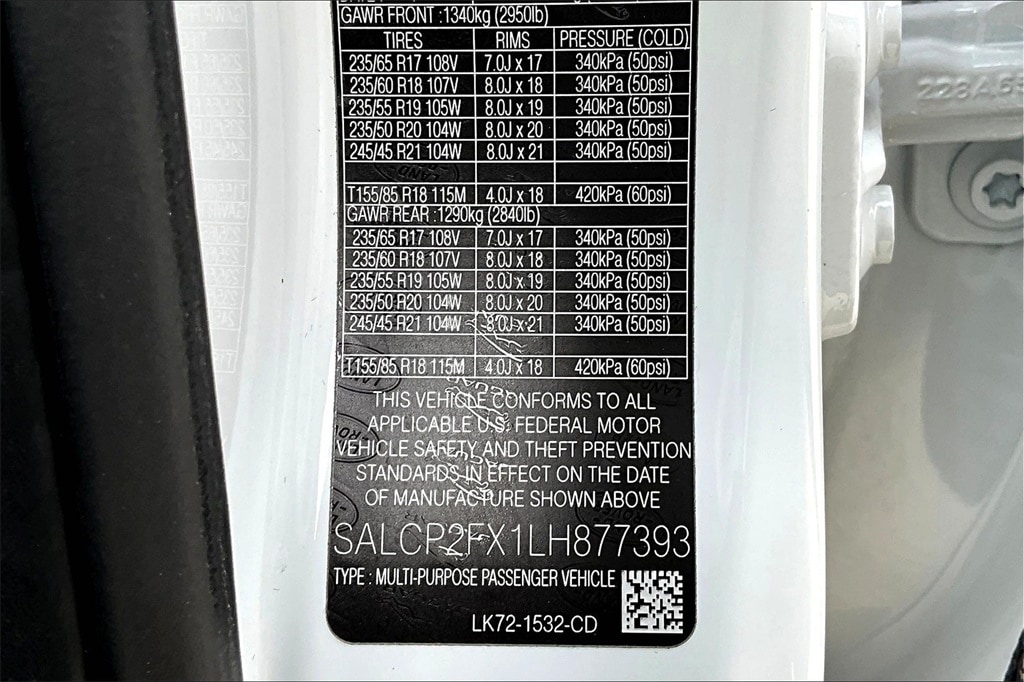 GAWR FRONT :1340kg (2950lb)
TIRES RIMS PRESSURE (COLD)
235/65 R17 108V 7.0J x 17 340kPa (50psi)
235/60 R18 107V 8.0J x 18 340kPa (50psi)
235/55 R19 105W 8.0J x 19 340kPa (50psi)
235/50 R20 104W 8.0J x 20 340kPa (50psi)
245/45 R21 104W 8.0J x 21 340kPa (50psi)
T155/85 R18 115M 4.0J x 18 420kPa (60psi)
GAWR REAR :1290kg (2840lb)
235/65 R17 108V 7.0J x 17 340kPa (50psi)
235/60 R18 107V 8.0J x 18 340kPa (50psi)
235/55 R19 105W 8.0J x 19 340kPa (50psi)
235/50 R20 104W 8.0J x 20 340kPa (50psi)
245/45 R21 104W 8.0J x 21 340kPa (50psi)
T155/85 R18 115M 4.0J x 18 420kPa (60psi)
THIS VEHICLE CONFORMS TO ALL
APPLICABLE U.S. FEDERAL MOTOR
VEHICLE SAFETY AND THEFT PREVENTION
STANDARDS IN EFFECT ON THE DATE
OF MANUFACTURE SHOWN ABOVE
SALCP2FX1LH877393
TYPE : MULTI-PURPOSE PASSENGER VEHICLE
LK72-1532-CD